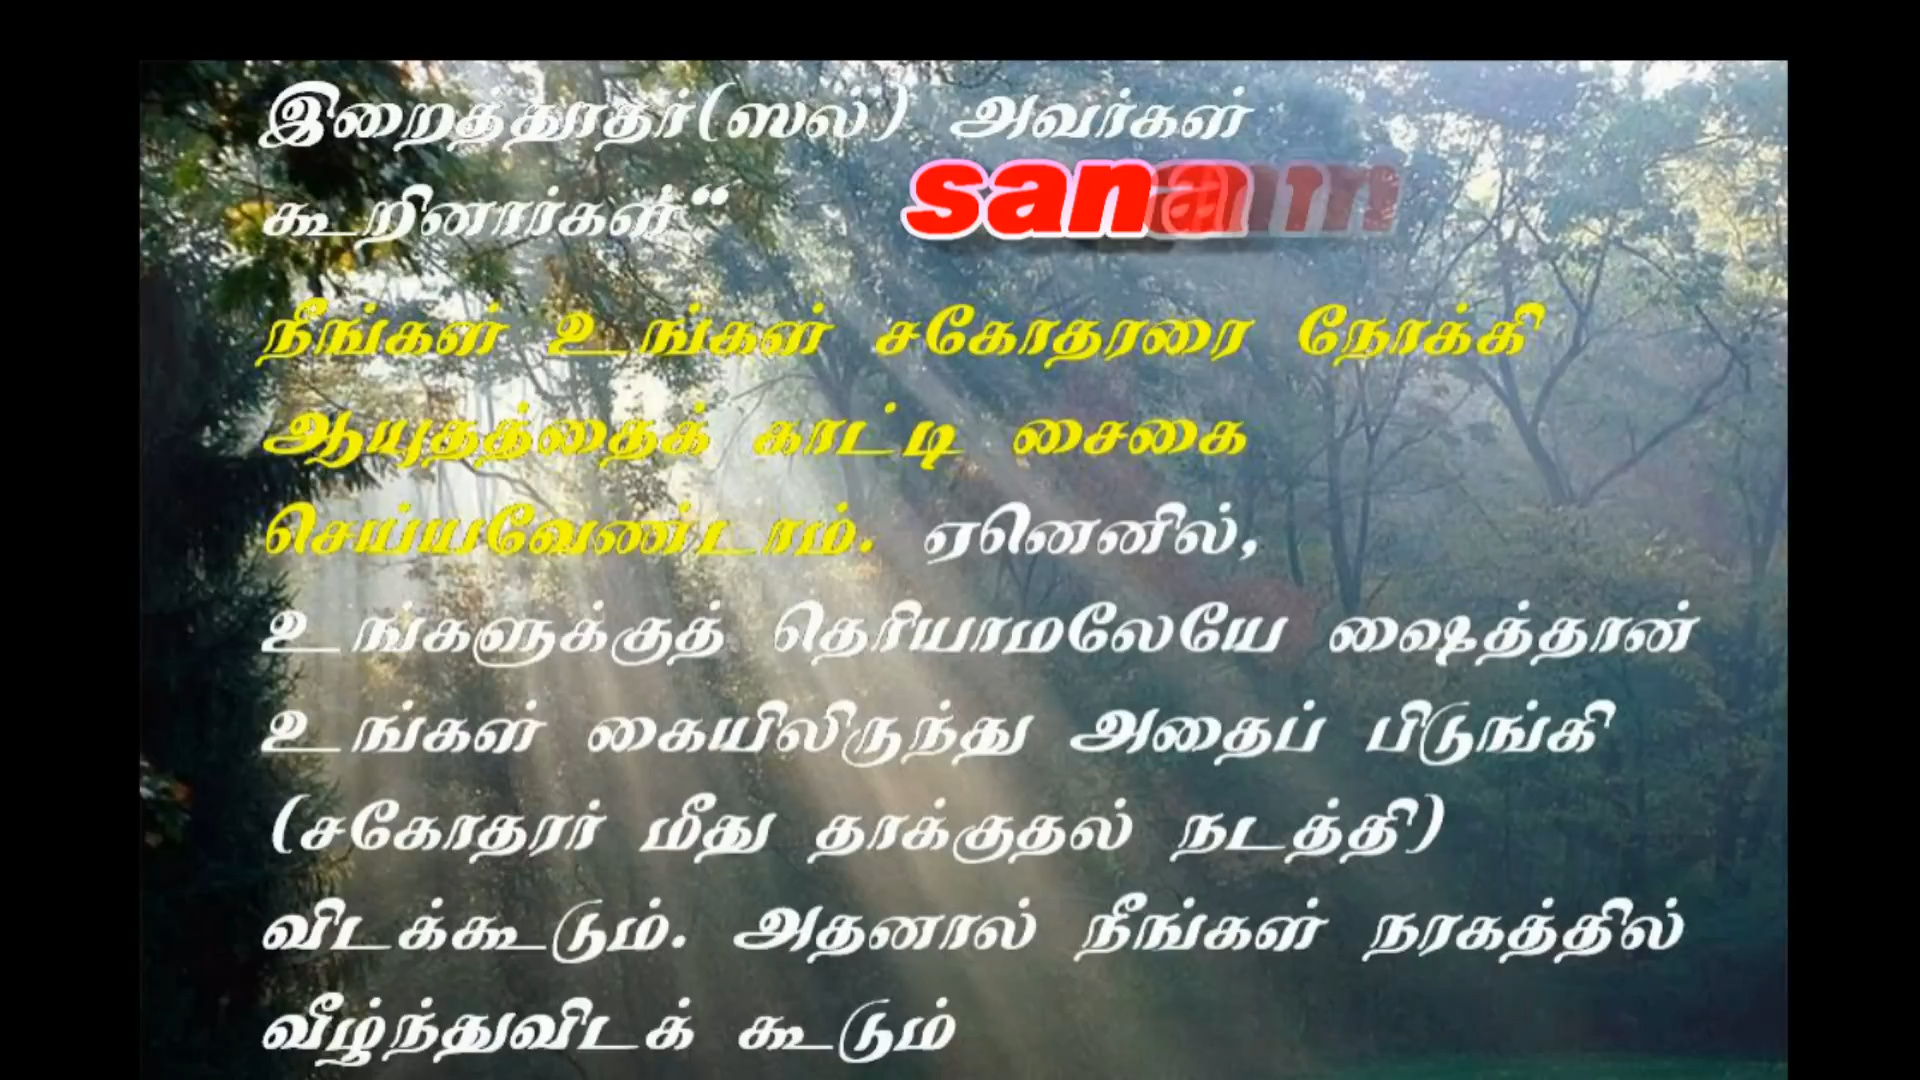 இறைத்தூதர்(ஸல்) அவர்கள்
கூறினார்கள்“
sanam
நீங்கள் உங்கள் சகோதரரை நோக்கி
ஆயுதத்தைக் காட்டி சைகை
செய்யவேண்டாம். ஏனெனில்,
உங்களுக்குத் தெரியாமலேயே ஷைத்தான்
உங்கள் கையிலிருந்து அதைப் பிடுங்கி
(சகோதரர் மீது தாக்குதல் நடத்தி)
விடக்கூடும். அதனால் நீங்கள் நரகத்தில்
வீழ்ந்துவிடக் கூடும்